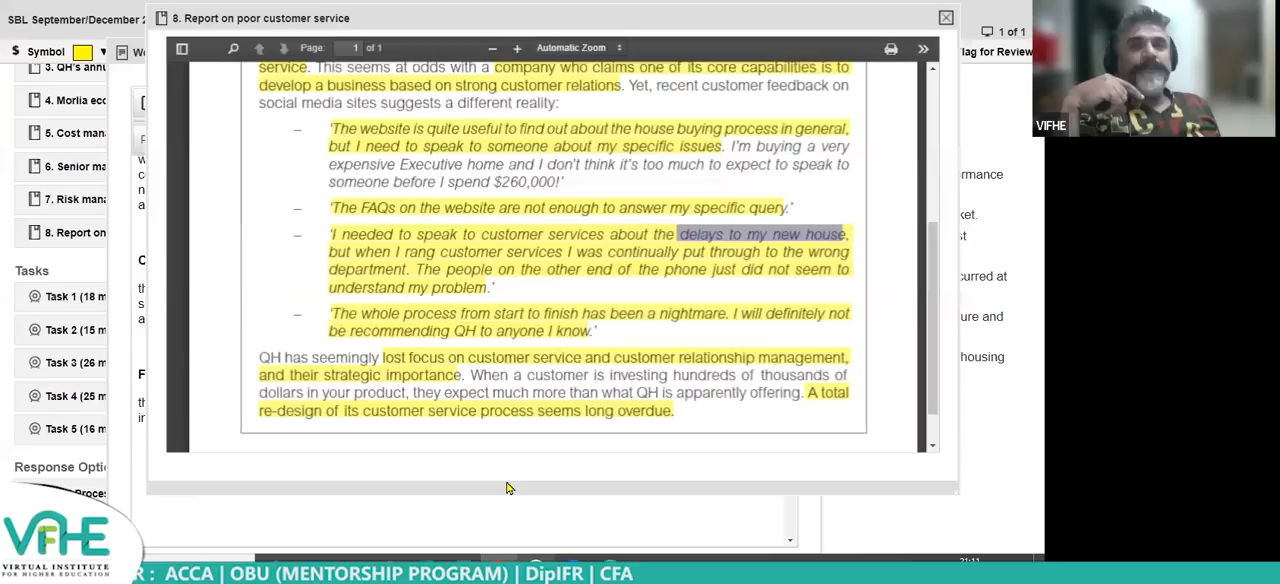 SBL September/December 2
8. Report on poor customer service
1 of 1
$ Symbol
Flag for Review
Page: 1 of 1
Automatic Zoom
3. QH's annu
4. Morlia eco
5. Cost man
6. Senior ma
7. Risk mana
8. Report on
Tasks
Task 1 (18 m
Task 2 (15 m
Task 3 (26 m
Task 4 (25 m
Task 5 (16 m
Response Optio
service. This seems at odds with a company who claims one of its core capabilities is to
develop a business based on strong customer relations. Yet, recent customer feedback on
social media sites suggests a different reality:
– 'The website is quite useful to find out about the house buying process in general,
but I need to speak to someone about my specific issues. I'm buying a very
expensive Executive home and I don't think it's too much to expect to speak to
someone before I spend $260,000!'
– 'The FAQs on the website are not enough to answer my specific query.'
– 'I needed to speak to customer services about the delays to my new house,
but when I rang customer services I was continually put through to the wrong
department. The people on the other end of the phone just did not seem to
understand my problem.'
– 'The whole process from start to finish has been a nightmare. I will definitely not
be recommending QH to anyone I know.'
QH has seemingly lost focus on customer service and customer relationship management,
and their strategic importance. When a customer is investing hundreds of thousands of
dollars in your product, they expect much more than what QH is apparently offering. A total
re-design of its customer service process seems long overdue.
ormance
ket.
st
curred at
ure and
housing
VIFHE
VIFHE
VIRTUAL INSTITUTE
FOR HIGHER EDUCATION
R : ACCA | OBU (MENTORSHIP PROGRAM) | DipIFR | CFA